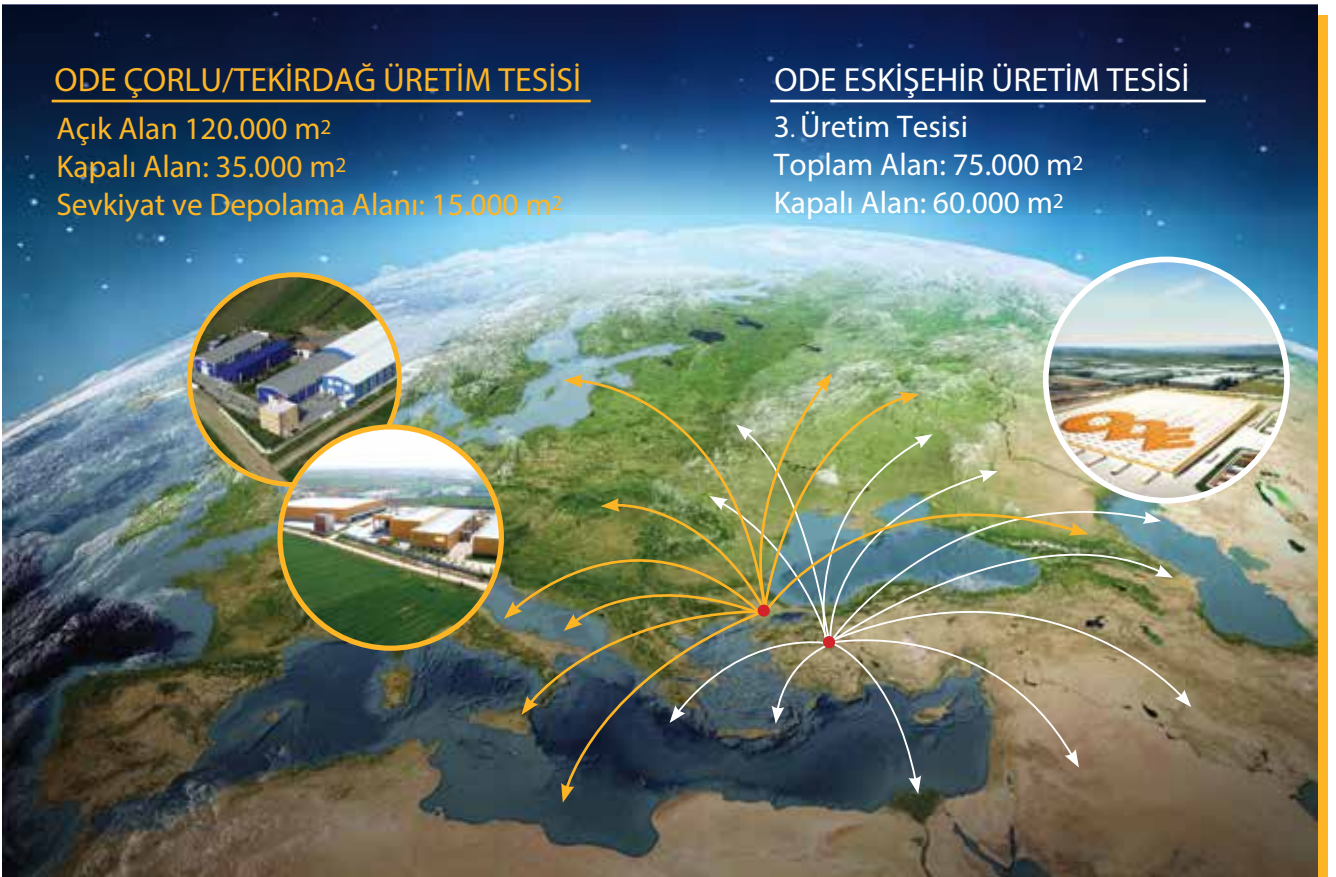 ODE ÇORLU/TEKİRDAĞ ÜRETİM TESİSİ
Açık Alan 120.000 m²
Kapalı Alan: 35.000 m²
Sevkiyat ve Depolama Alanı: 15.000 m²
ODE ESKİŞEHİR ÜRETİM TESİSİ
3. Üretim Tesisi
Toplam Alan: 75.000 m²
Kapalı Alan: 60.000 m²
ODE